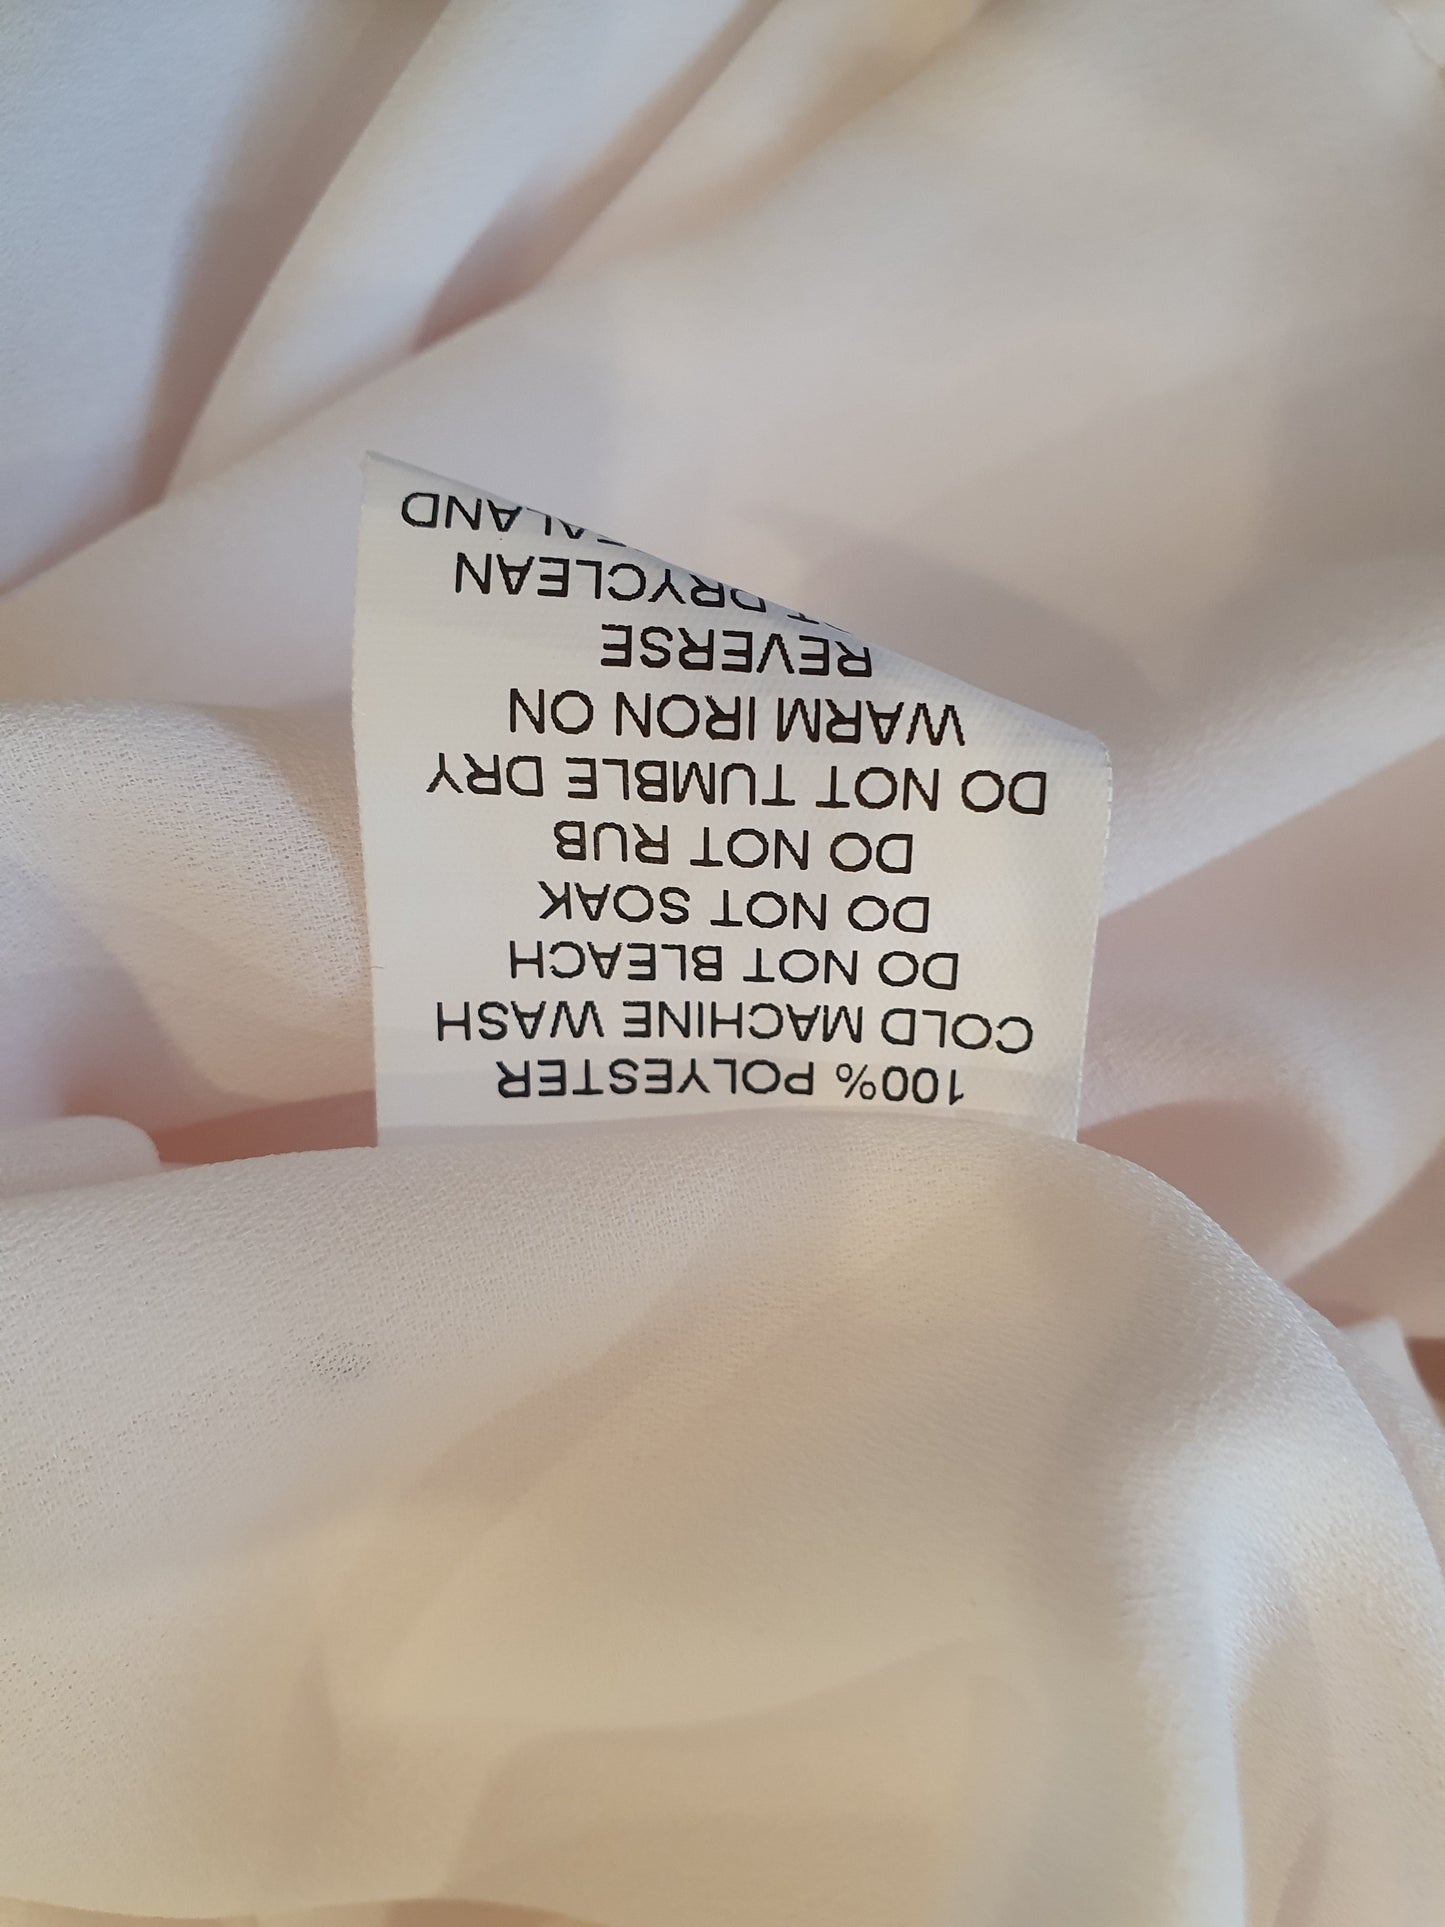 100% POLYESTER
COLD MACHINE WASH
DO NOT BLEACH
DO NOT SOAK
DO NOT RUB
DO NOT TUMBLE DRY
WARM IRON ON
REVERSE
DRYCLEAN